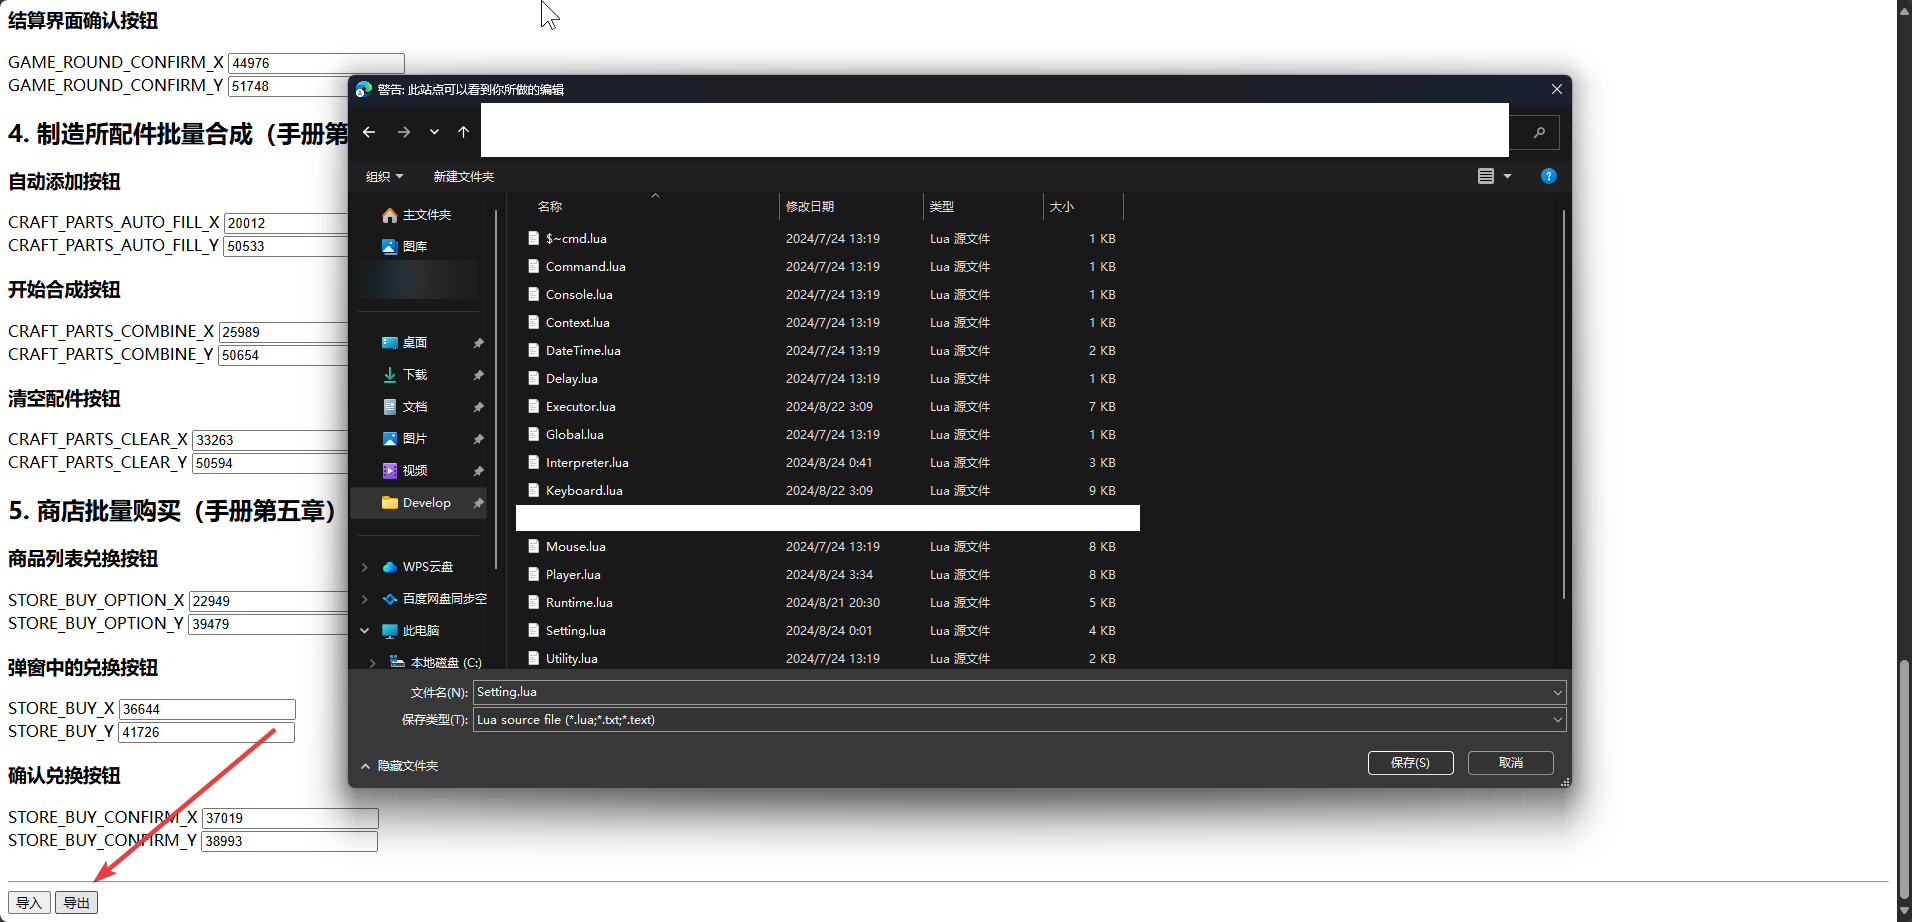 结算界面确认按钮
GAME_ROUND_CONFIRM_X 44976
GAME_ROUND_CONFIRM_Y 51748
4. 制造所配件批量合成（手册第
自动添加按钮
CRAFT_PARTS_AUTO_FILL_X 20012
CRAFT_PARTS_AUTO_FILL_Y 50533
开始合成按钮
CRAFT_PARTS_COMBINE_X 25989
CRAFT_PARTS_COMBINE_Y 50654
清空配件按钮
CRAFT_PARTS_CLEAR_X 33263
CRAFT_PARTS_CLEAR_Y 50594
5. 商店批量购买（手册第五章）
商品列表兑换按钮
STORE_BUY_OPTION_X 22949
STORE_BUY_OPTION_Y 39479
弹窗中的兑换按钮
STORE_BUY_X 36644
STORE_BUY_Y 41726
确认兑换按钮
STORE_BUY_CONFIRM_X 37019
STORE_BUY_CONFIRM_Y 38993
导入 导出
警告: 此站点可以看到你所做的编辑
组织 新建文件夹
主文件夹
图库
桌面
下载
文档
图片
视频
Develop
WPS云盘
百度网盘同步空
此电脑
本地磁盘 (C:)
名称 修改日期 类型 大小
$~cmd.lua 2024/7/24 13:19 Lua 源文件 1 KB
Command.lua 2024/7/24 13:19 Lua 源文件 1 KB
Console.lua 2024/7/24 13:19 Lua 源文件 1 KB
Context.lua 2024/7/24 13:19 Lua 源文件 1 KB
DateTime.lua 2024/7/24 13:19 Lua 源文件 2 KB
Delay.lua 2024/7/24 13:19 Lua 源文件 1 KB
Executor.lua 2024/8/22 3:09 Lua 源文件 7 KB
Global.lua 2024/7/24 13:19 Lua 源文件 1 KB
Interpreter.lua 2024/8/24 0:41 Lua 源文件 3 KB
Keyboard.lua 2024/8/22 3:09 Lua 源文件 9 KB
Mouse.lua 2024/7/24 13:19 Lua 源文件 8 KB
Player.lua 2024/8/24 3:34 Lua 源文件 8 KB
Runtime.lua 2024/8/21 20:30 Lua 源文件 5 KB
Setting.lua 2024/8/24 0:01 Lua 源文件 4 KB
Utility.lua 2024/7/24 13:19 Lua 源文件 2 KB
文件名(N): Setting.lua
保存类型(T): Lua source file (*.lua;*.txt;*.text)
隐藏文件夹 保存(S) 取消